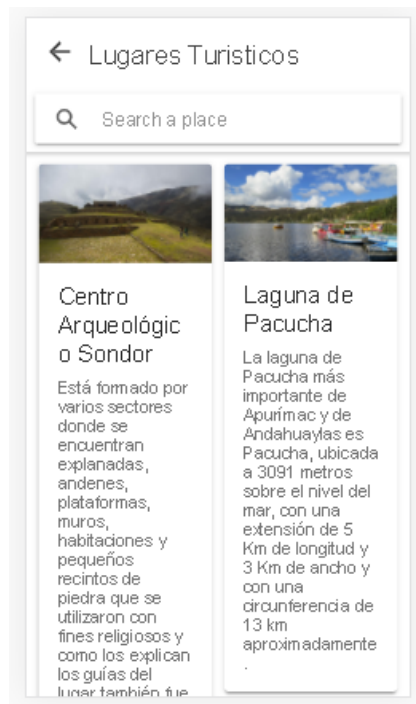 Lugares Turisticos
Search a place
Centro
Arqueológic
o Sondor
Está formado por
varios sectores
donde se
encuentran
explanadas,
andenes,
plataformas,
muros,
habitaciones y
pequeños
recintos de
piedra que se
utilizaron con
fines religiosos y
como los explican
los guías del
lugar también fue
Laguna de
Pacucha
La laguna de
Pacucha más
importante de
Apurímac y de
Andahuaylas es
Pacucha, ubicada
a 3091 metros
sobre el nivel del
mar, con una
extensión de 5
Km de longitud y
3 Km de ancho y
con una
circunferencia de
13 km
aproximadamente
.